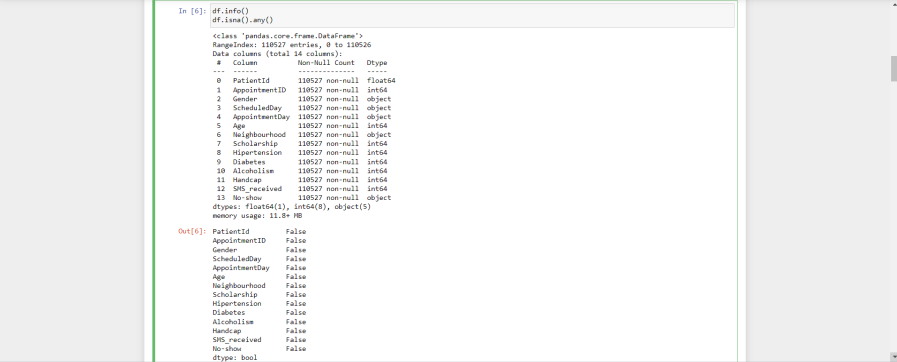 In [6]: df.info()
df.isna().any()
<class 'pandas.core.frame.DataFrame'>
RangeIndex: 110527 entries, 0 to 110526
Data columns (total 14 columns):
 #   Column          Non-Null Count   Dtype
---  ------          --------------   -----
 0   PatientId       110527 non-null  float64
 1   AppointmentID   110527 non-null  int64
 2   Gender          110527 non-null  object
 3   ScheduledDay    110527 non-null  object
 4   AppointmentDay  110527 non-null  object
 5   Age             110527 non-null  int64
 6   Neighbourhood   110527 non-null  object
 7   Scholarship     110527 non-null  int64
 8   Hipertension    110527 non-null  int64
 9   Diabetes        110527 non-null  int64
 10  Alcoholism      110527 non-null  int64
 11  Handcap         110527 non-null  int64
 12  SMS_received    110527 non-null  int64
 13  No-show         110527 non-null  object
dtypes: float64(1), int64(8), object(5)
memory usage: 11.8+ MB
Out[6]: PatientId         False
AppointmentID     False
Gender            False
ScheduledDay      False
AppointmentDay    False
Age               False
Neighbourhood     False
Scholarship       False
Hipertension      False
Diabetes          False
Alcoholism        False
Handcap           False
SMS_received      False
No-show           False
dtype: bool